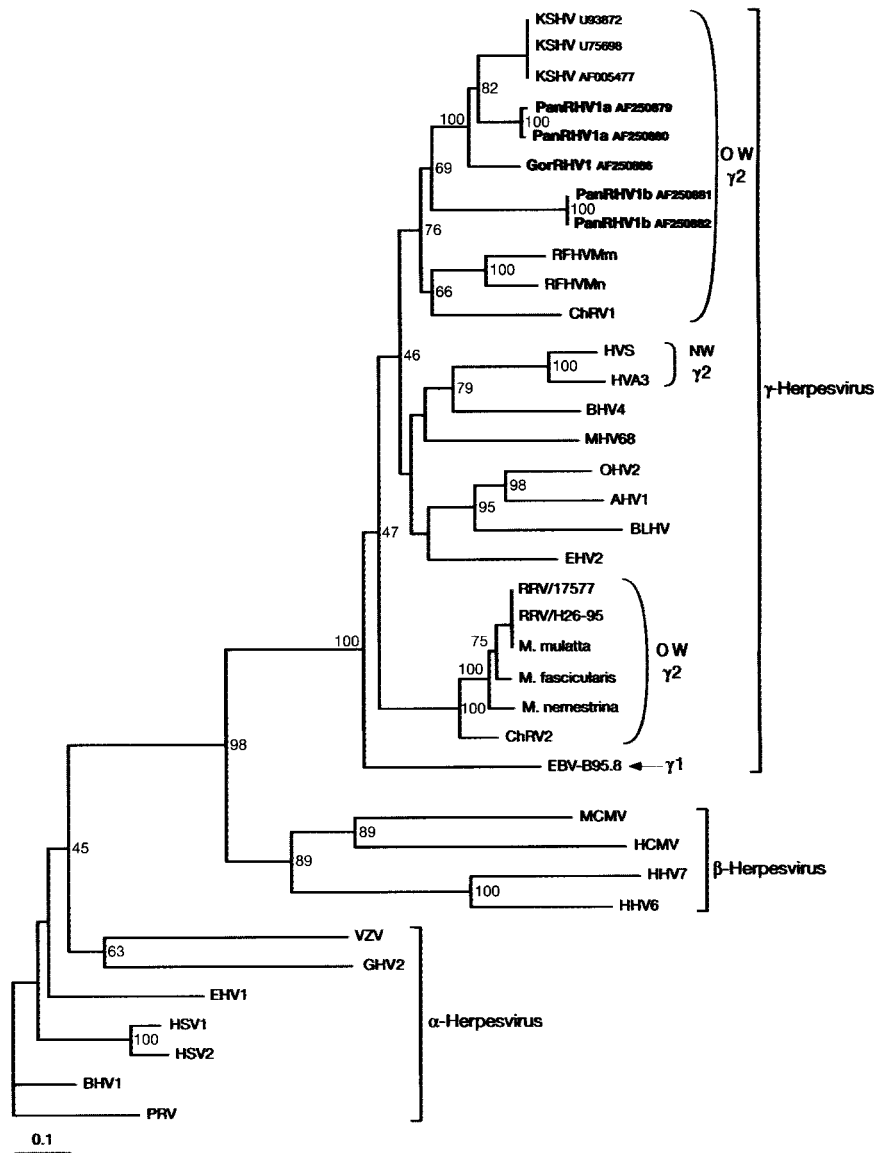 KSHV U93872
KSHV U75698
KSHV AF005477
82
PanRHV1a AF250879
100
100
PanRHV1a AF250880
GorRHV1 AF250886
O W
γ2
69
PanRHV1b AF250881
100
PanRHV1b AF250882
76
RFHVMm
100
RFHVMn
66
ChRV1
HVS
NW
γ2
46
100
HVA3
79
γ-Herpesvirus
BHV4
MHV68
OHV2
98
AHV1
95
BLHV
47
EHV2
RRV/17577
RRV/H26-95
75
M. mulatta
100
O W
γ2
100
M. fascicularis
100
M. nemestrina
ChRV2
98
EBV-B95.8
γ1
MCMV
89
HCMV
45
89
β-Herpesvirus
HHV7
100
HHV6
VZV
63
GHV2
EHV1
HSV1
α-Herpesvirus
100
HSV2
BHV1
PRV
0.1